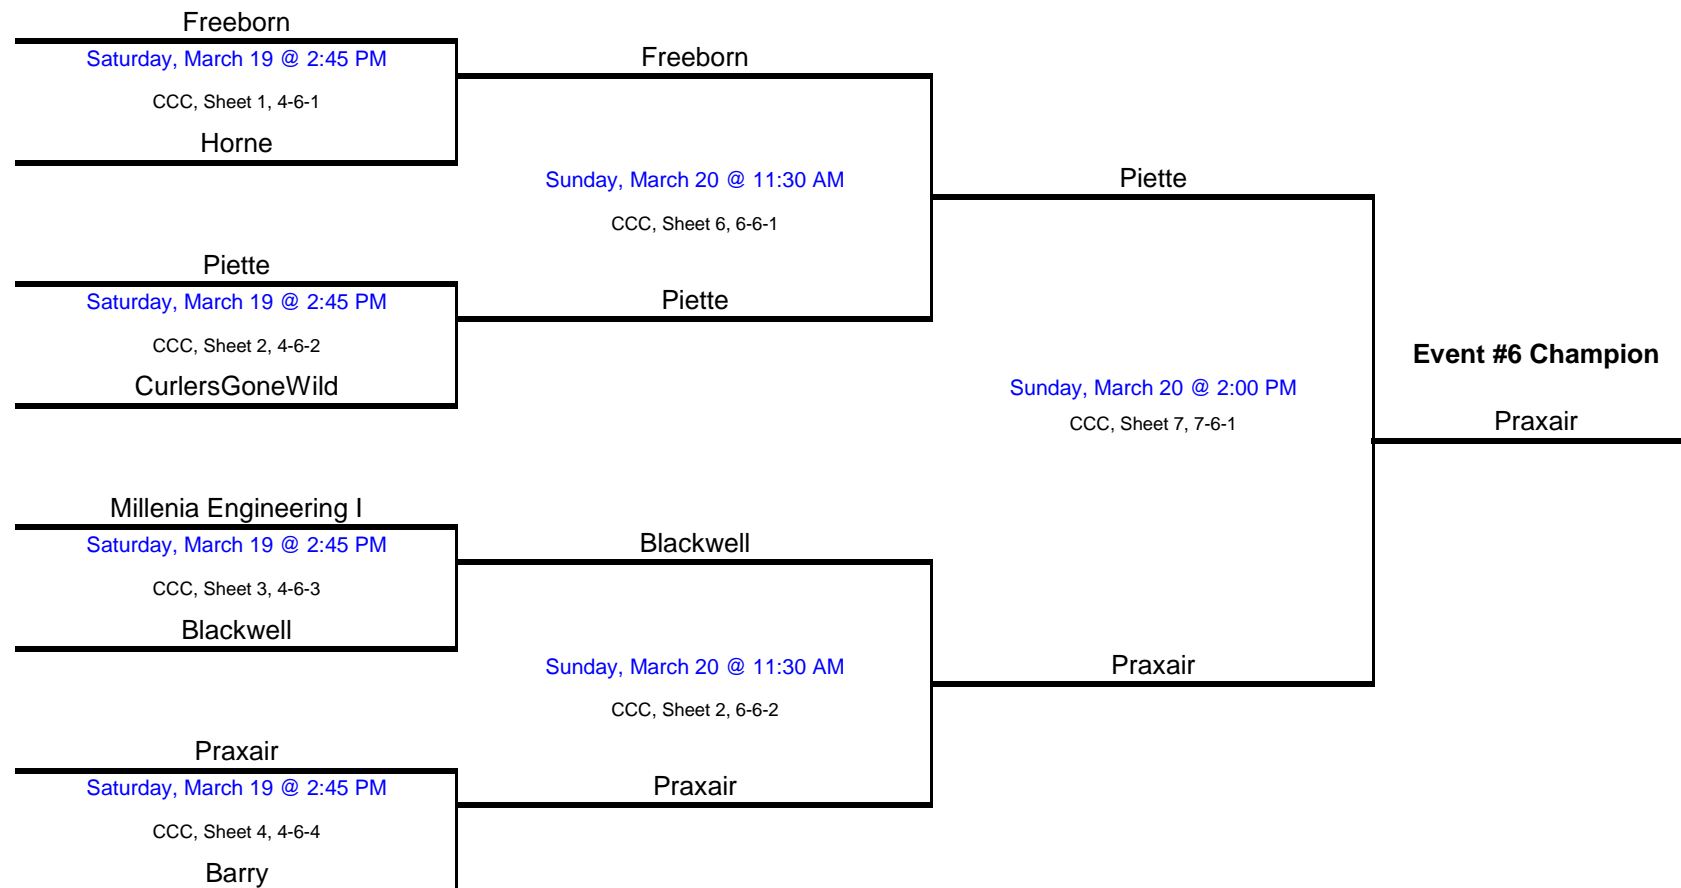 Freeborn
Saturday, March 19 @ 2:45 PM
CCC, Sheet 1, 4-6-1
Horne
Piette
Saturday, March 19 @ 2:45 PM
CCC, Sheet 2, 4-6-2
CurlersGoneWild
Millenia Engineering I
Saturday, March 19 @ 2:45 PM
CCC, Sheet 3, 4-6-3
Blackwell
Praxair
Saturday, March 19 @ 2:45 PM
CCC, Sheet 4, 4-6-4
Barry
Freeborn
Sunday, March 20 @ 11:30 AM
CCC, Sheet 6, 6-6-1
Piette
Blackwell
Sunday, March 20 @ 11:30 AM
CCC, Sheet 2, 6-6-2
Praxair
Piette
Sunday, March 20 @ 2:00 PM
CCC, Sheet 7, 7-6-1
Praxair
Event #6 Champion
Praxair